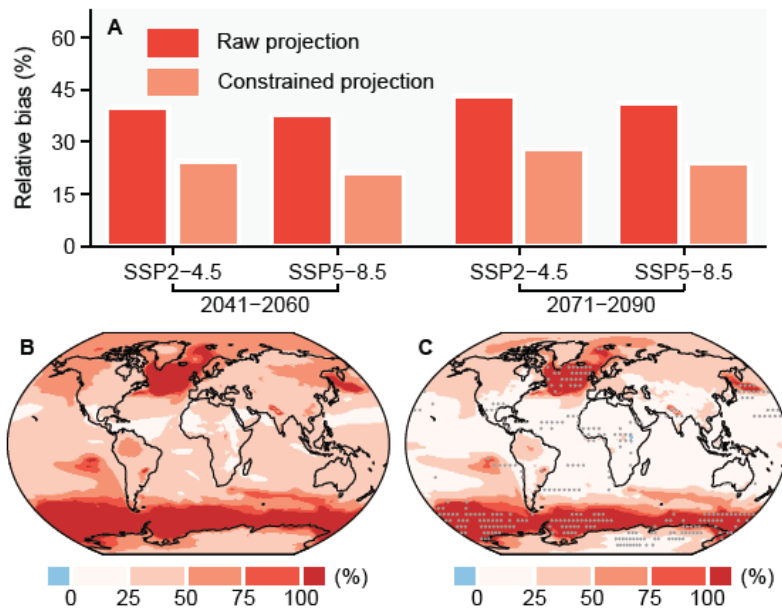 A
Relative bias (%)
60
45
30
15
0
Raw projection
Constrained projection
SSP2−4.5 SSP5−8.5 SSP2−4.5 SSP5−8.5
2041−2060 2071−2090
B C
0 25 50 75 100 (%) 0 25 50 75 100 (%)